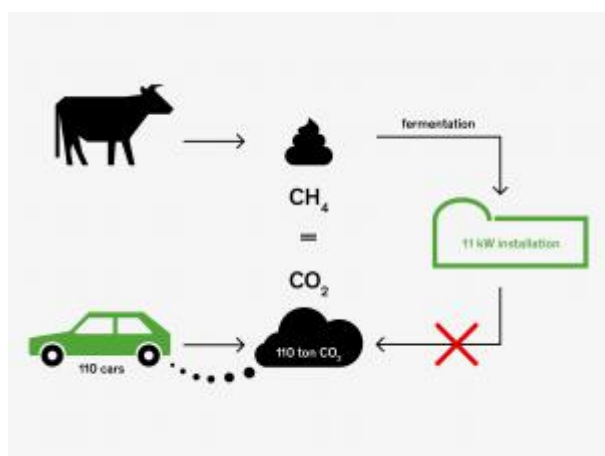 fermentation
CH₄
=
11 kW installation
CO₂
110 ton CO₂
110 cars